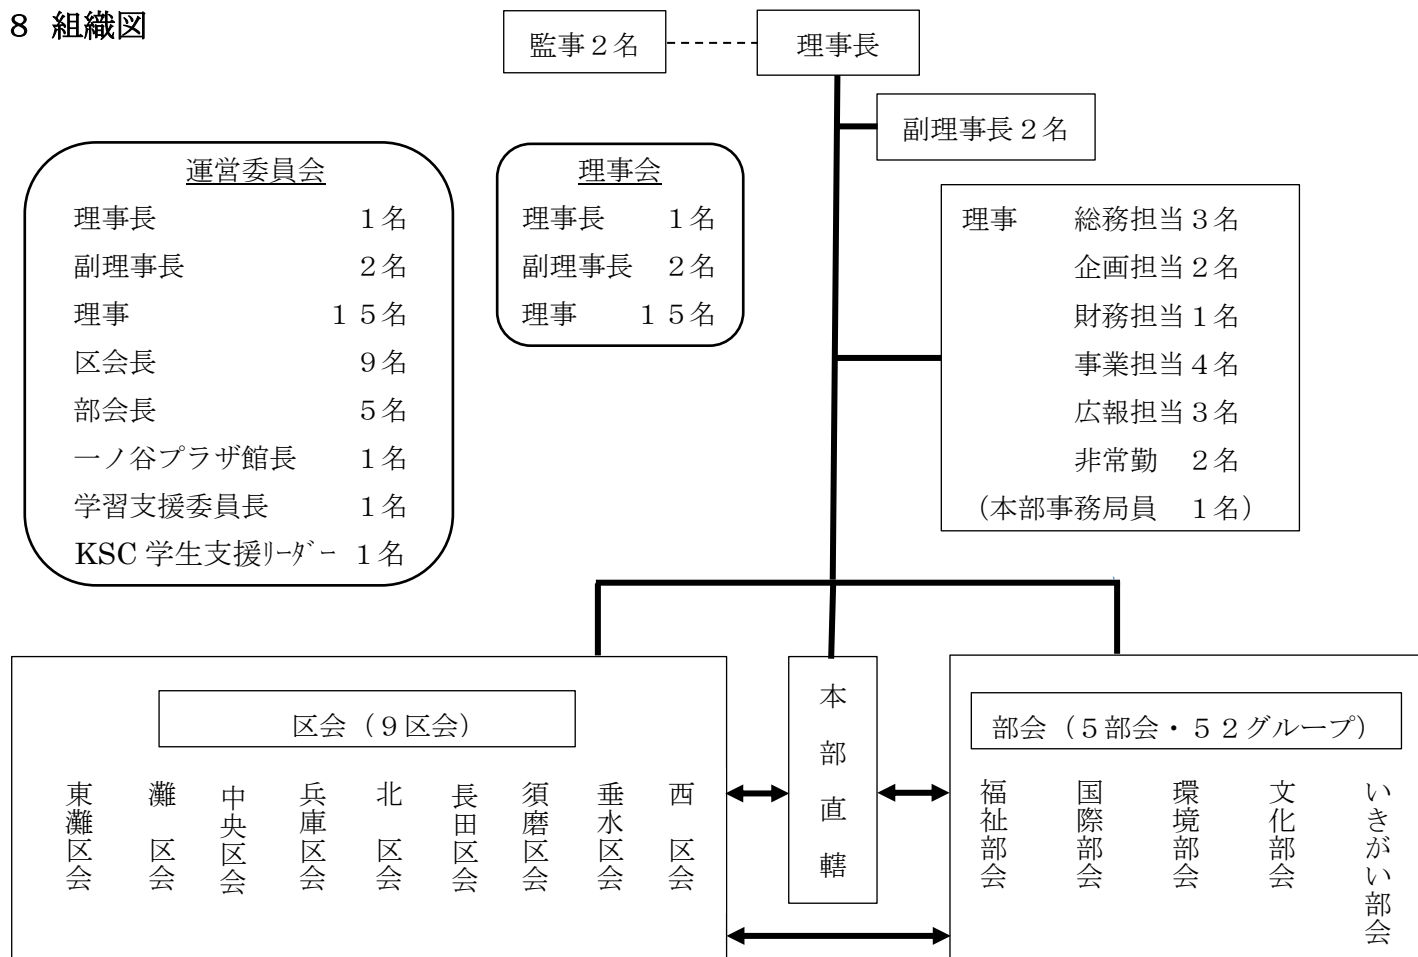 ８ 組織図
監事２名
理事長
副理事長２名
運営委員会
理事長 １名
副理事長 ２名
理事 １５名
区会長 ９名
部会長 ５名
一ノ谷プラザ館長 １名
学習支援委員長 １名
KSC 学生支援ﾘｰﾀﾞｰ １名
理事会
理事長 １名
副理事長 ２名
理事 １５名
理事 総務担当３名
企画担当２名
財務担当１名
事業担当４名
広報担当３名
非常勤 ２名
（本部事務局員 １名）
区会（９区会）
東灘区会
灘 区会
中央区会
兵庫区会
北 区会
長田区会
須磨区会
垂水区会
西 区会
本部直轄
部会（５部会・５２グループ）
福祉部会
国際部会
環境部会
文化部会
いきがい部会